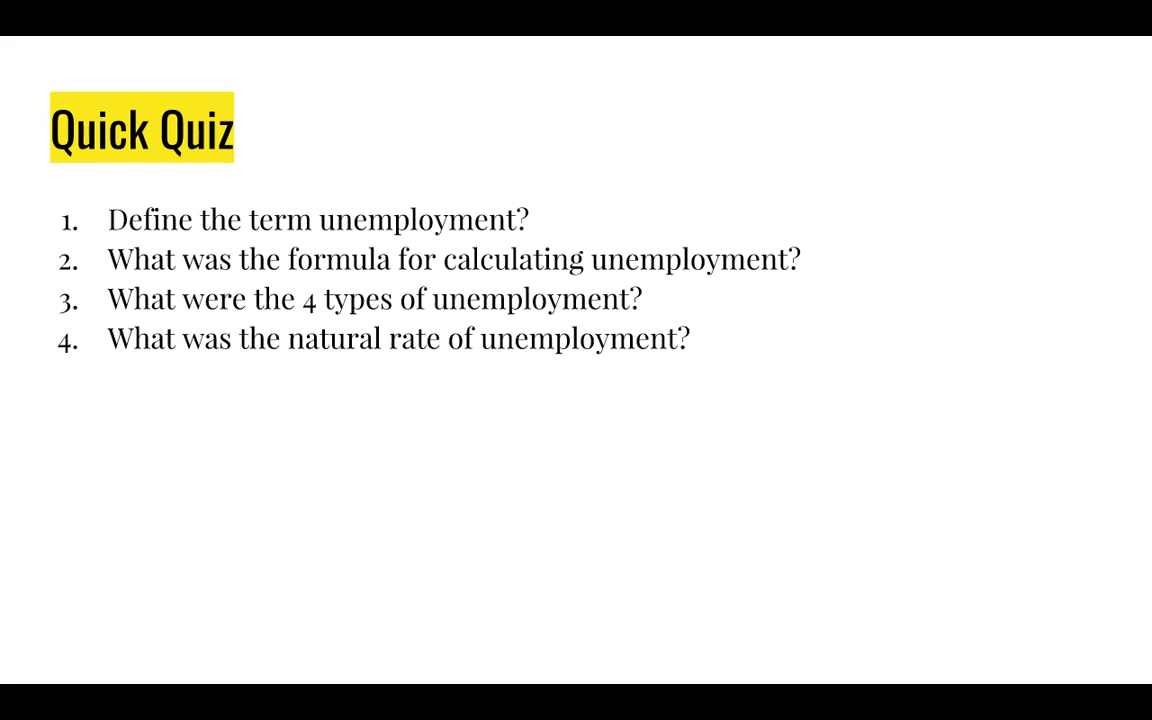 Quick Quiz
1. Define the term unemployment?
2. What was the formula for calculating unemployment?
3. What were the 4 types of unemployment?
4. What was the natural rate of unemployment?